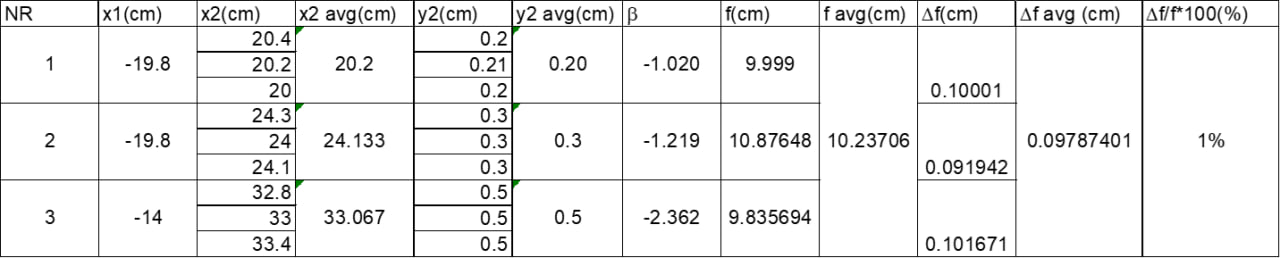 NR x1(cm) x2(cm) x2 avg(cm) y2(cm) y2 avg(cm) β f(cm) f avg(cm) Δf(cm) Δf avg (cm) Δf/f*100(%)
20.4 0.2
1 -19.8 20.2 20.2 0.21 0.20 -1.020 9.999
20 0.2 0.10001
24.3 0.3
2 -19.8 24 24.133 0.3 0.3 -1.219 10.87648 10.23706 0.09787401 1%
24.1 0.3 0.091942
32.8 0.5
3 -14 33 33.067 0.5 0.5 -2.362 9.835694
33.4 0.5 0.101671